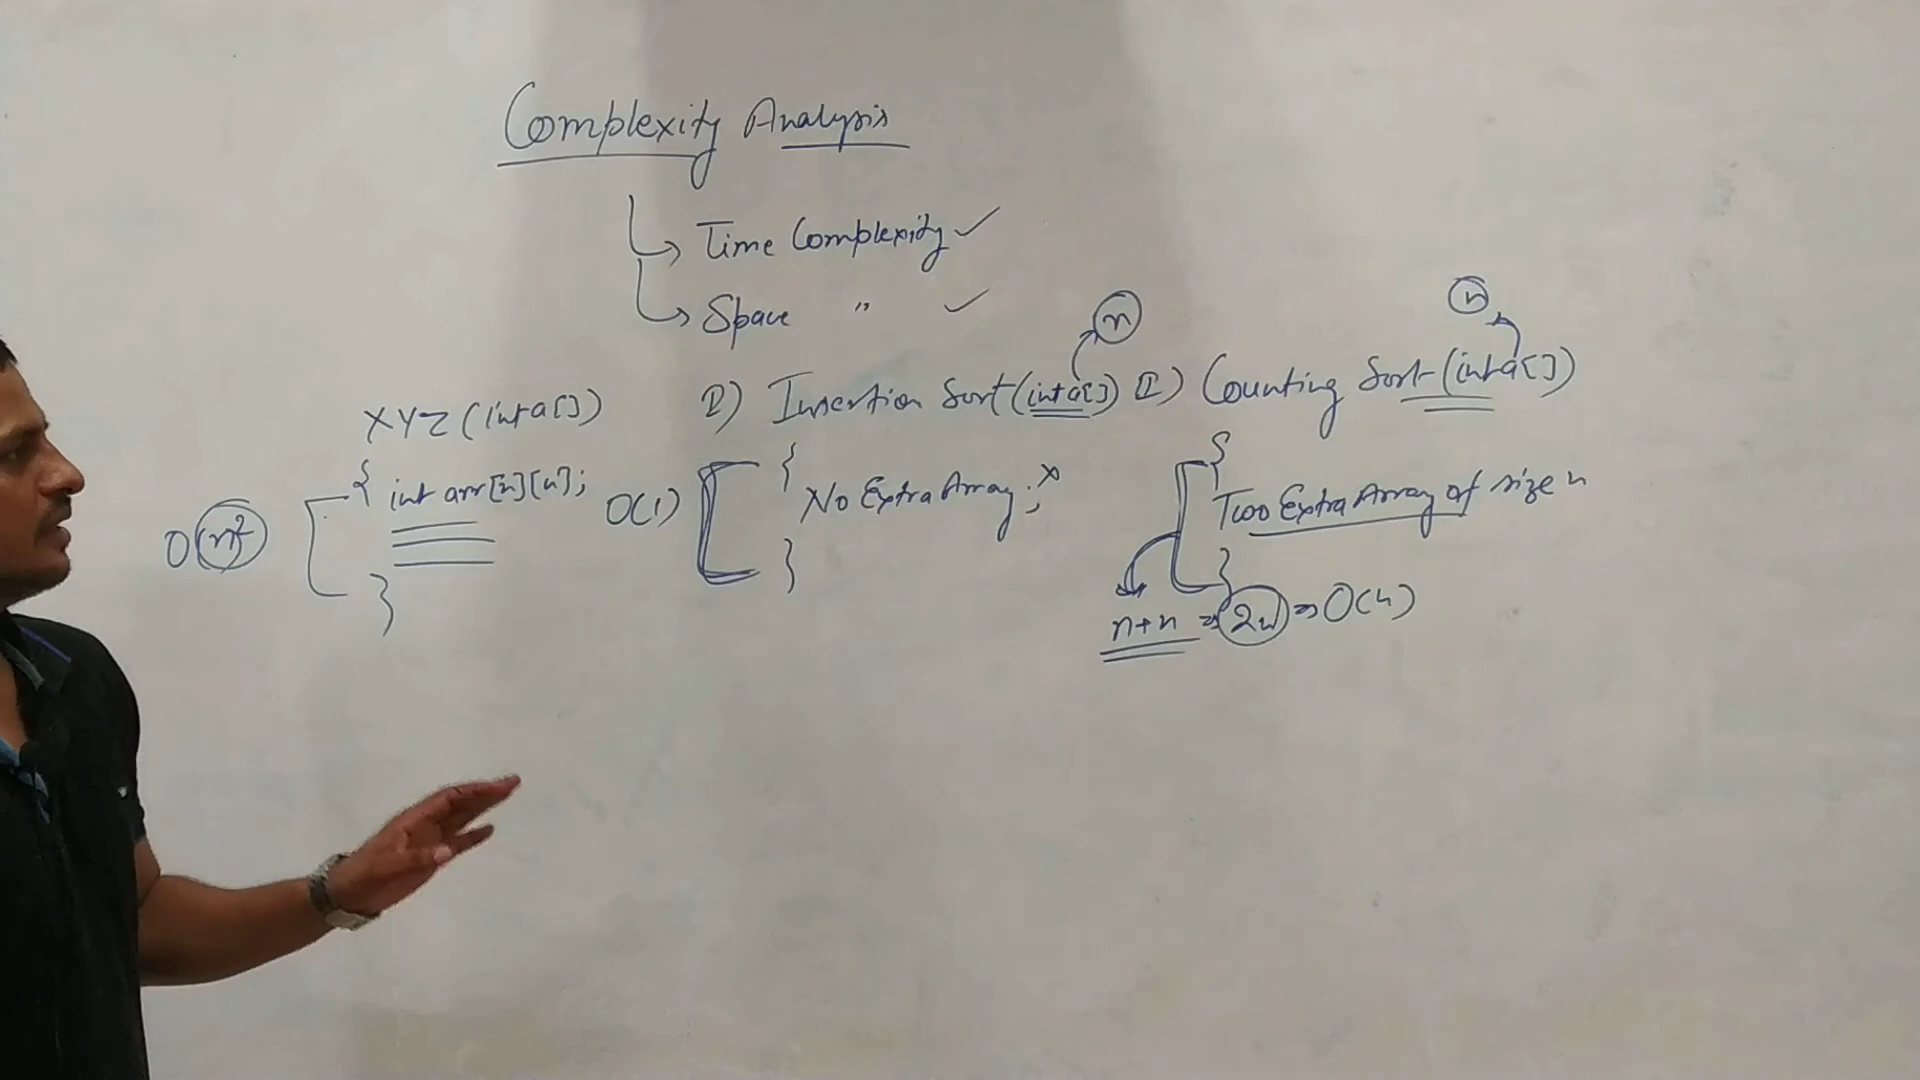 Complexity Analysis
Time Complexity ✓
Space " ✓
n
n
XYZ (int a[])
{ int arr[n][n];
}
O(n²)
I) Insertion Sort (int a[])
{
No Extra Array;
}
O(1)
I) Counting Sort (int a[])
{
Two Extra Array of size n
}
n+n => 2n => O(n)